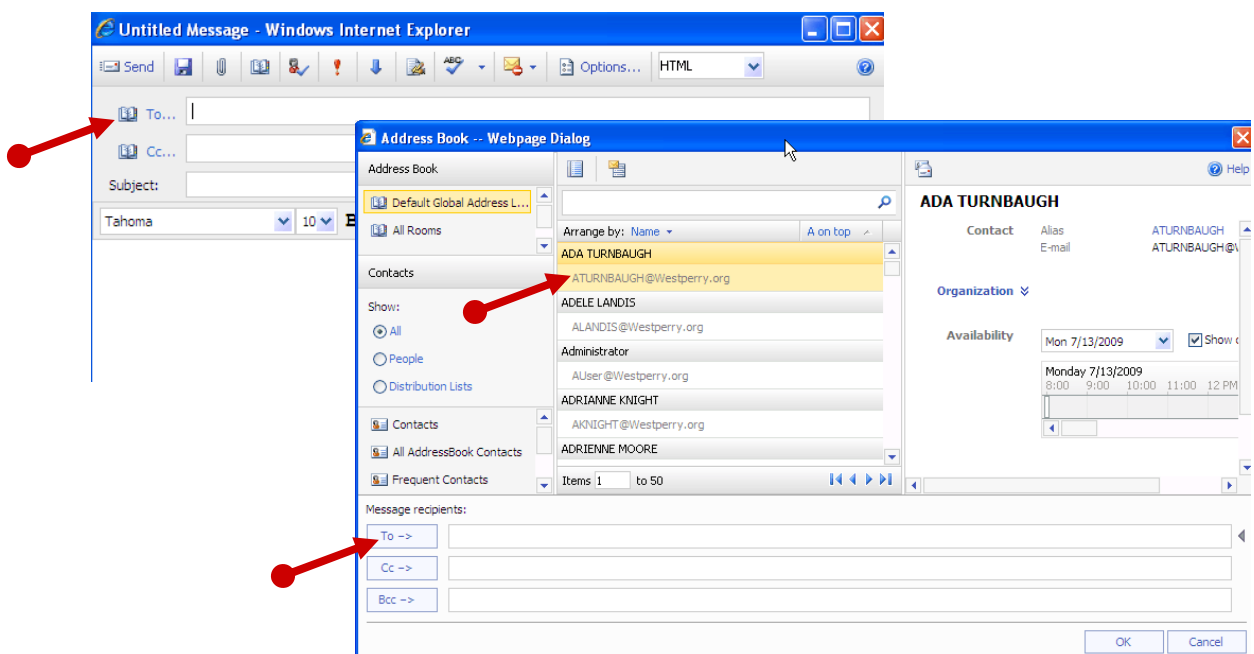 Untitled Message - Windows Internet Explorer
Send ABC Options... HTML
To...
Cc...
Subject:
Tahoma 10 B
Address Book -- Webpage Dialog
Address Book
Help
Default Global Address L...
All Rooms
Arrange by: Name A on top
ADA TURNBAUGH
ATURNBAUGH@Westperry.org
ADELE LANDIS
ALANDIS@Westperry.org
Administrator
AUser@Westperry.org
ADRIANNE KNIGHT
AKNIGHT@Westperry.org
ADRIENNE MOORE
Items 1 to 50
Contacts
Show:
All
People
Distribution Lists
Contacts
All AddressBook Contacts
Frequent Contacts
ADA TURNBAUGH
Contact Alias ATURNBAUGH
E-mail ATURNBAUGH@
Organization
Availability Mon 7/13/2009 Show
Monday 7/13/2009
8:00 9:00 10:00 11:00 12 PM
Message recipients:
To ->
Cc ->
Bcc ->
OK Cancel